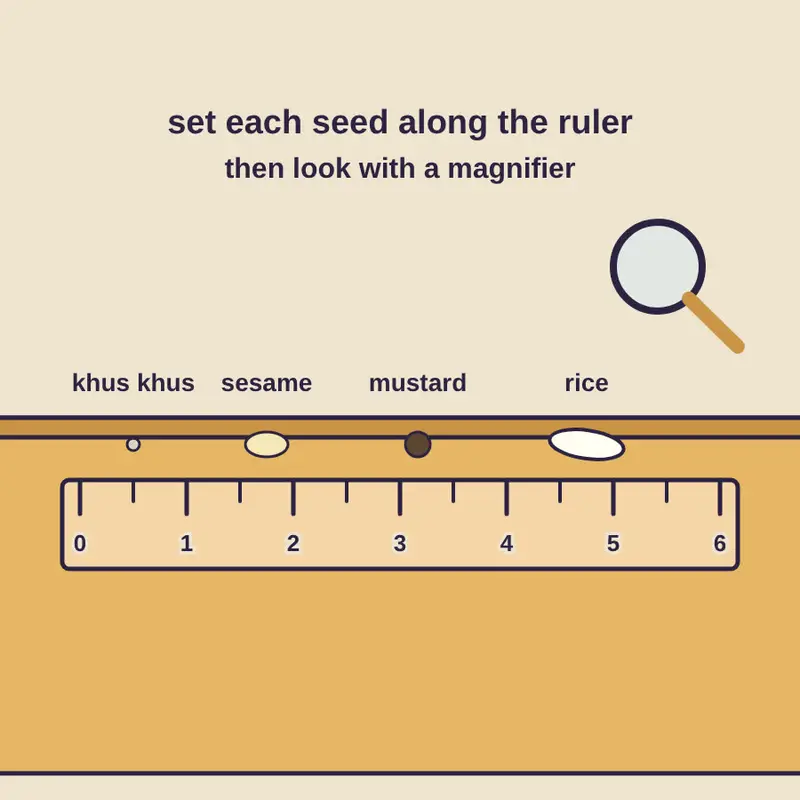 set each seed along the ruler
then look with a magnifier
khus khus sesame mustard rice
0 1 2 3 4 5 6